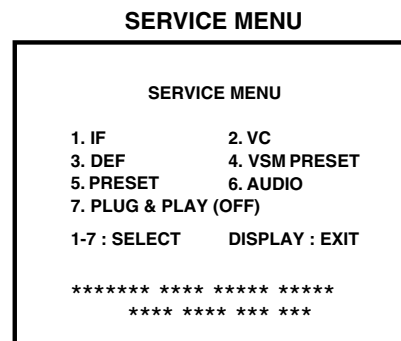 SERVICE MENU
SERVICE MENU
1. IF 2. VC
3. DEF 4. VSM PRESET
5. PRESET 6. AUDIO
7. PLUG & PLAY (OFF)
1-7 : SELECT DISPLAY : EXIT
******* **** ***** *****
**** **** *** ***